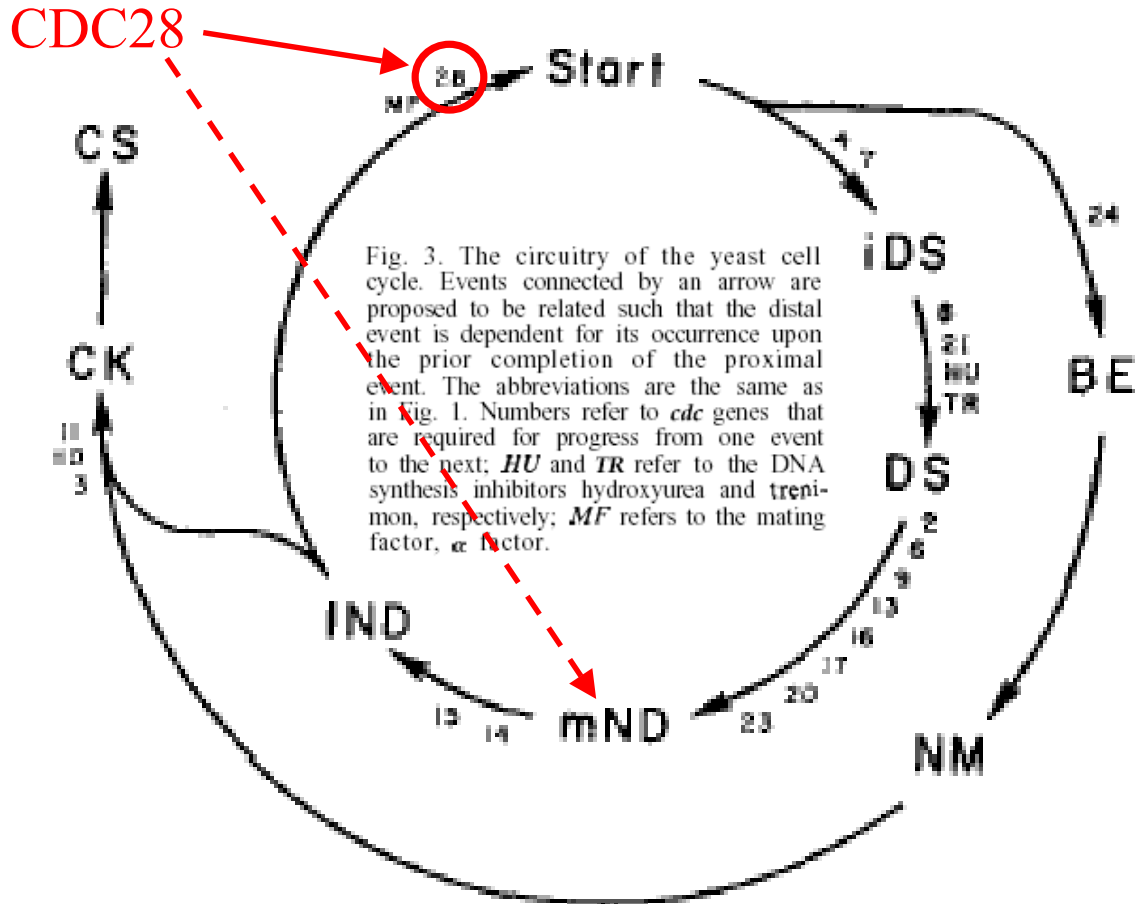 CDC28
28
Start
MF
CS
4
7
24
iDS
Fig. 3. The circuitry of the yeast cell
cycle. Events connected by an arrow are
proposed to be related such that the distal
event is dependent for its occurrence upon
the prior completion of the proximal
event. The abbreviations are the same as
in Fig. 1. Numbers refer to cdc genes that
are required for progress from one event
to the next; HU and TR refer to the DNA
synthesis inhibitors hydroxyurea and treni-
mon, respectively; MF refers to the mating
factor, α factor.
8
21
HU
TR
CK
BE
11
3
DS
2
6
9
13
16
17
20
23
IND
15
14
mND
NM